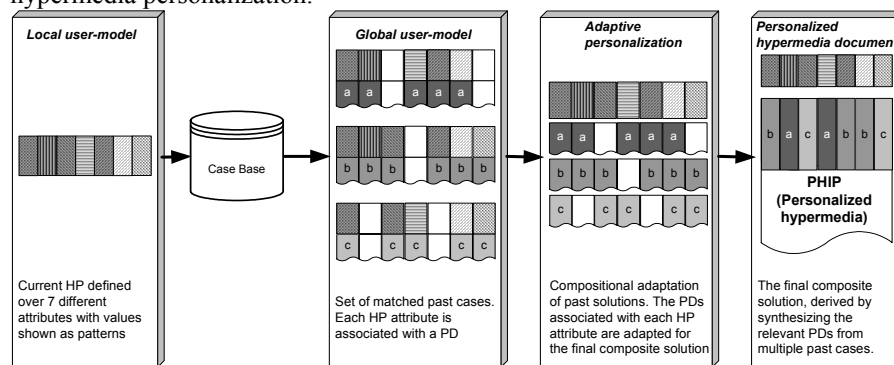 hypermedia personalization.
Local user-model
Current HP defined
over 7 different
attributes with values
shown as patterns
Case Base
Global user-model
a a a a a
b b b b b b
c c c c c
Set of matched past cases.
Each HP attribute is
associated with a PD
Adaptive
personalization
a a a a a
b b b b b b
c c c c c
Compositional adaptation
of past solutions. The PDs
associated with each HP
attribute are adapted for
the final composite solution
Personalized
hypermedia documen
b a c a b b c
PHIP
(Personalized
hypermedia)
The final composite
solution, derived by
synthesizing the
relevant PDs from
multiple past cases.